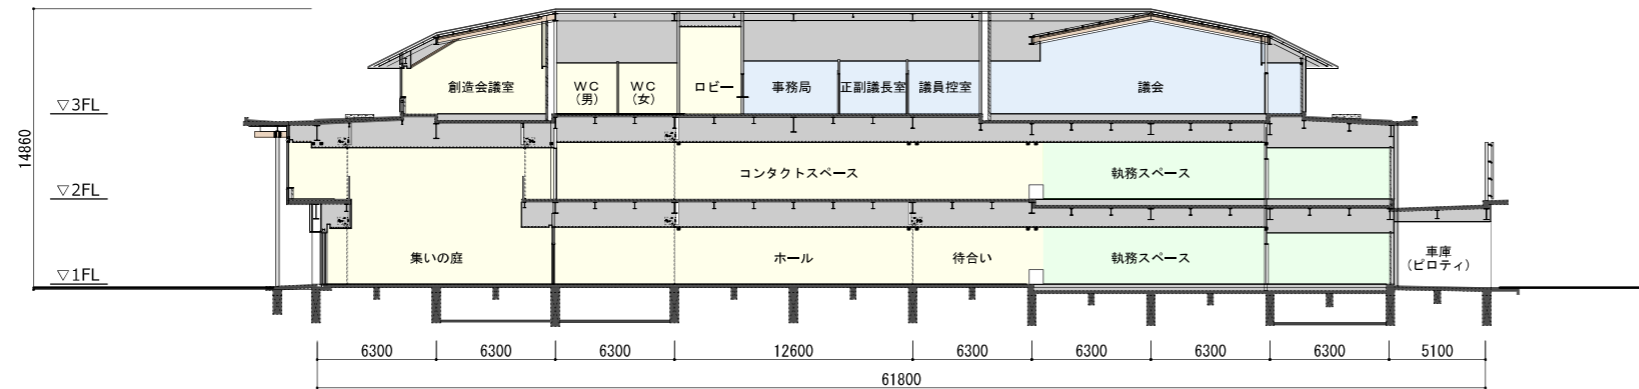 14860
▽3FL
▽2FL
▽1FL
創造会議室
WC
(男)
WC
(女)
ロビー
事務局
正副議長室
議員控室
議会
コンタクトスペース
執務スペース
集いの庭
ホール
待合い
執務スペース
車庫
(ピロティ)
6300
6300
6300
12600
6300
6300
6300
6300
5100
61800